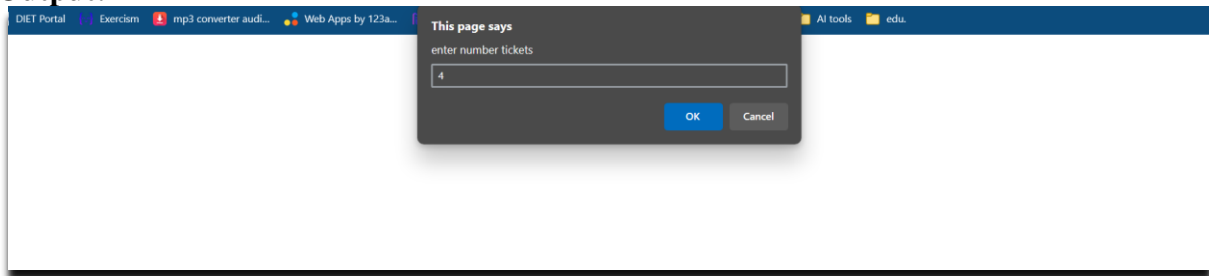 Output:
DIET Portal Exercism mp3 converter audi... Web Apps by 123a... AI tools edu.
This page says
enter number tickets
4
OK Cancel